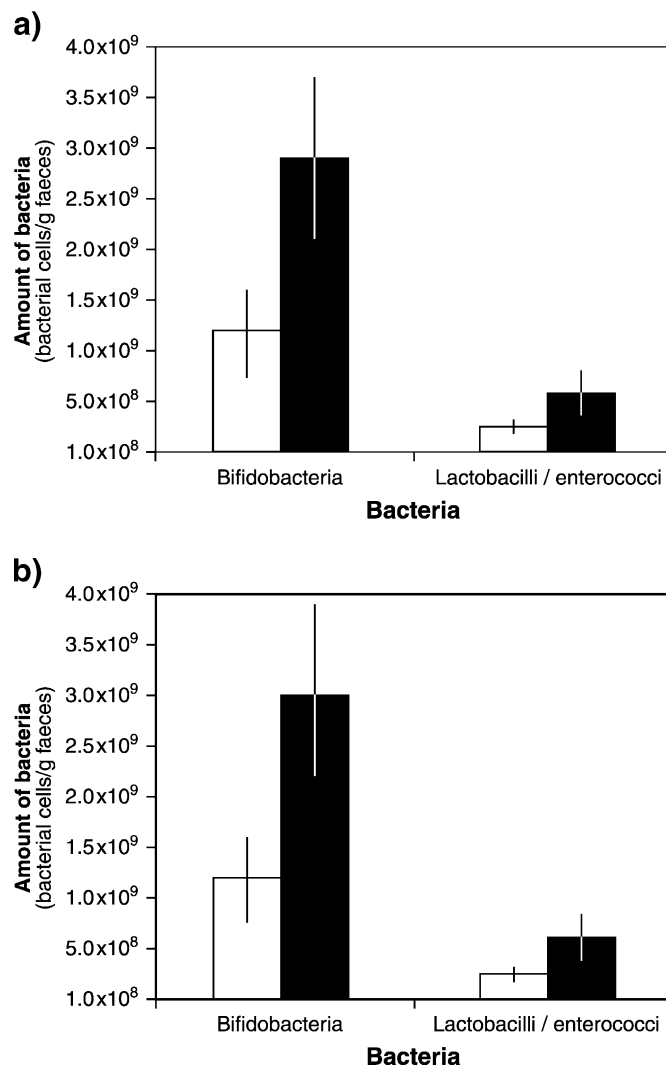 a)
4.0x10⁹
3.5x10⁹
3.0x10⁹
2.5x10⁹
2.0x10⁹
1.5x10⁹
1.0x10⁹
5.0x10⁸
1.0x10⁸
Amount of bacteria
(bacterial cells/g faeces)
Bifidobacteria
Lactobacilli / enterococci
Bacteria
b)
4.0x10⁹
3.5x10⁹
3.0x10⁹
2.5x10⁹
2.0x10⁹
1.5x10⁹
1.0x10⁹
5.0x10⁸
1.0x10⁸
Amount of bacteria
(bacterial cells/g faeces)
Bifidobacteria
Lactobacilli / enterococci
Bacteria